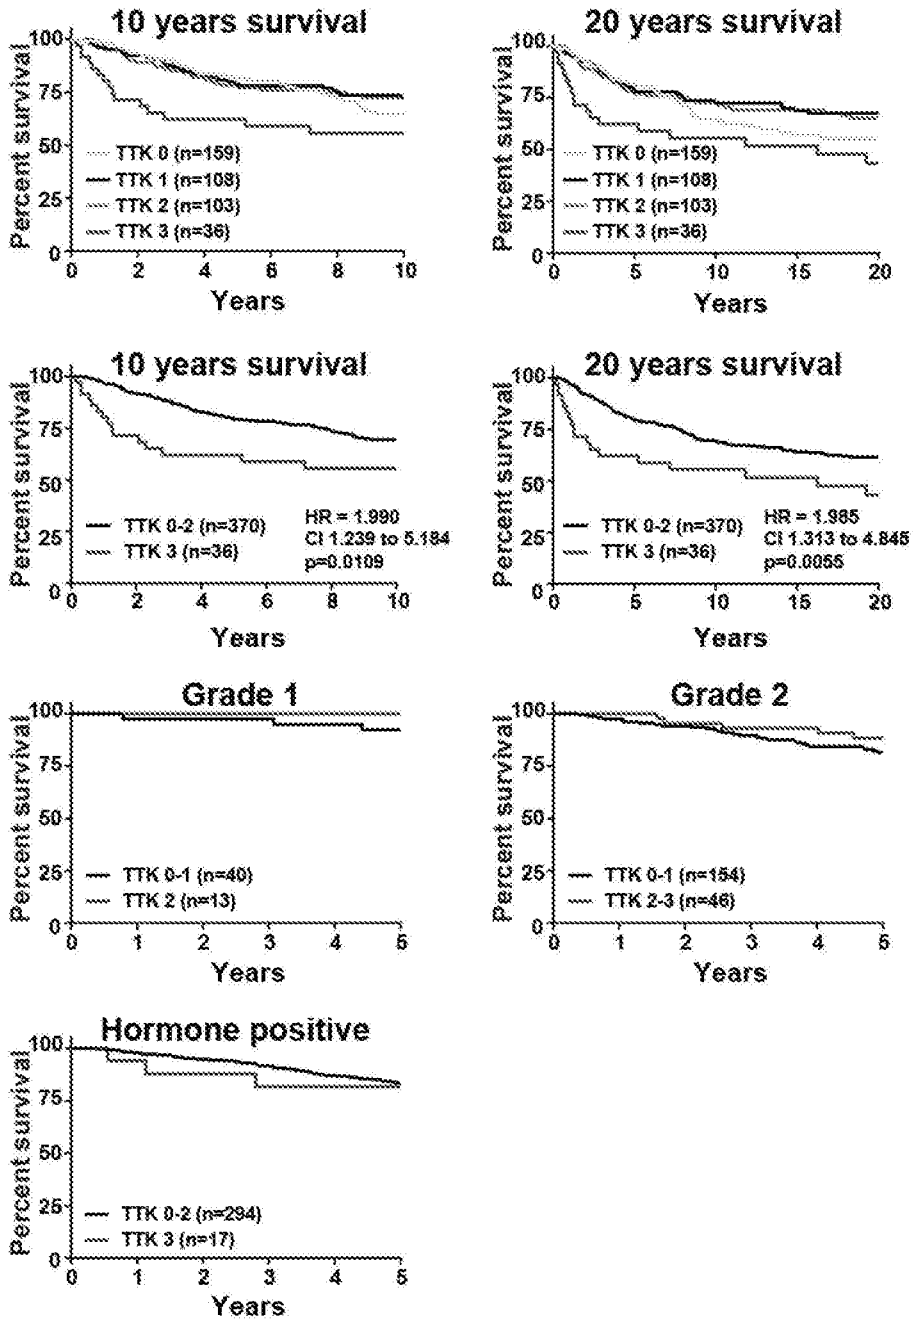 10 years survival
Percent survival
100
75
50
25
0
TTK 0 (n=159)
TTK 1 (n=108)
TTK 2 (n=103)
TTK 3 (n=36)
0 2 4 6 8 10
Years
20 years survival
Percent survival
100
75
50
25
0
TTK 0 (n=159)
TTK 1 (n=108)
TTK 2 (n=103)
TTK 3 (n=36)
0 5 10 15 20
Years
10 years survival
Percent survival
100
75
50
25
0
TTK 0-2 (n=370)
TTK 3 (n=36)
HR = 1.990
CI 1.239 to 5.184
p=0.0109
0 2 4 6 8 10
Years
20 years survival
Percent survival
100
75
50
25
0
TTK 0-2 (n=370)
TTK 3 (n=36)
HR = 1.985
CI 1.313 to 4.845
p=0.0055
0 5 10 15 20
Years
Grade 1
Percent survival
100
75
50
25
0
TTK 0-1 (n=40)
TTK 2 (n=13)
0 1 2 3 4 5
Years
Grade 2
Percent survival
100
75
50
25
0
TTK 0-1 (n=154)
TTK 2-3 (n=46)
0 1 2 3 4 5
Years
Hormone positive
Percent survival
100
75
50
25
0
TTK 0-2 (n=294)
TTK 3 (n=17)
0 1 2 3 4 5
Years